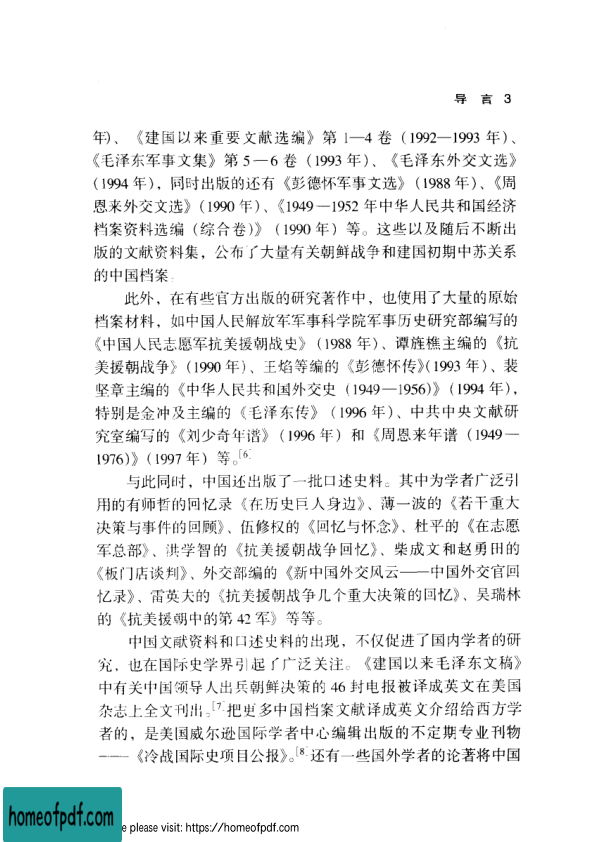 导 言 3
年)、《建国以来重要文献选编》第 1—4 卷（1992—1993 年）、
《毛泽东军事文集》第 5—6 卷（1993 年）、《毛泽东外交文选》
（1994 年），同时出版的还有《彭德怀军事文选》（1988 年）、《周
恩来外交文选》（1990 年）、《1949—1952 年中华人民共和国经济
档案资料选编（综合卷）》（1990 年）等。这些以及随后不断出
版的文献资料集，公布了大量有关朝鲜战争和建国初期中苏关系
的中国档案
此外，在有些官方出版的研究著作中，也使用了大量的原始
档案材料，如中国人民解放军军事科学院军事历史研究部编写的
《中国人民志愿军抗美援朝战史》（1988 年）、谭旌樵主编的《抗
美援朝战争》（1990 年）、王焰等编的《彭德怀传》（1993 年）、裴
坚章主编的《中华人民共和国外交史（1949—1956）》（1994 年），
特别是金冲及主编的《毛泽东传》（1996 年）、中共中央文献研
究室编写的《刘少奇年谱》（1996 年）和《周恩来年谱（1949—
1976）》（1997 年）等。[6]
与此同时，中国还出版了一批口述史料。其中为学者广泛引
用的有师哲的回忆录《在历史巨人身边》、薄一波的《若干重大
决策与事件的回顾》、伍修权的《回忆与怀念》、杜平的《在志愿
军总部》、洪学智的《抗美援朝战争回忆》、柴成文和赵勇田的
《板门店谈判》、外交部编的《新中国外交风云——中国外交官回
忆录》、雷英夫的《抗美援朝战争几个重大决策的回忆》、吴瑞林
的《抗美援朝中的第 42 军》等等。
中国文献资料和口述史料的出现，不仅促进了国内学者的研
究，也在国际史学界引起了广泛关注。《建国以来毛泽东文稿》
中有关中国领导人出兵朝鲜决策的 46 封电报被译成英文在美国
杂志上全文刊出。[7]把更多中国档案文献译成英文介绍给西方学
者的，是美国威尔逊国际学者中心编辑出版的不定期专业刊物
——《冷战国际史项目公报》。[8]还有一些国外学者的论著将中国
homeofpdf.com
e please visit: https://homeofpdf.com